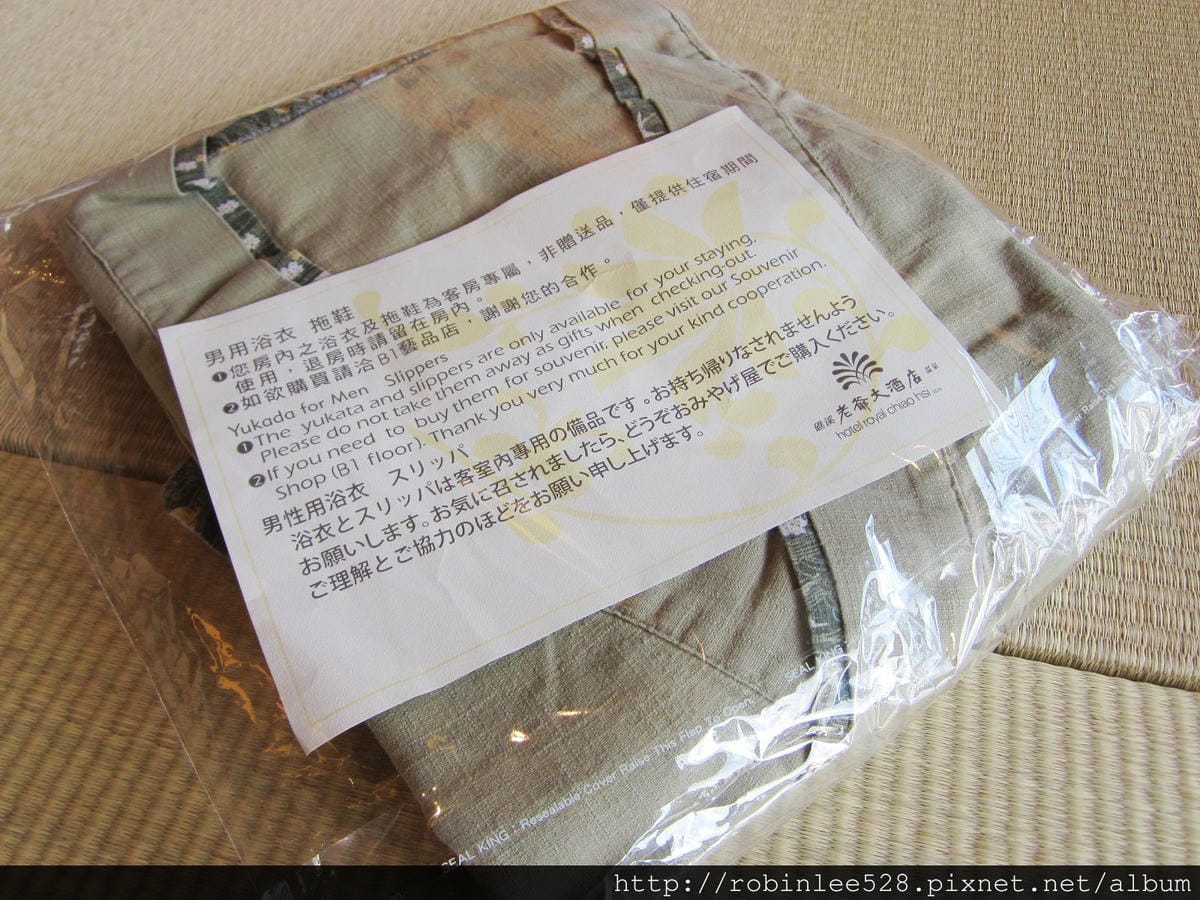 男用浴衣 拖鞋
❶您房內之浴衣及拖鞋為客房專屬，非贈送品，僅提供住宿期間
使用，退房時請留在房內。
❷如欲購買請洽B1藝品店，謝謝您的合作。
Yukada for Men Slippers
❶The yukata and slippers are only available for your staying,
Please do not take them away as gifts when checking-out.
❷If you need to buy them for souvenir, please visit our Souvenir
Shop (B1 floor). Thank you very much for your kind cooperation.
男性用浴衣 スリッパ
浴衣とスリッパは客室內專用の備品です。お持ち帰りなされませんよう
お願いします。お気に召されましたら、どうぞおみやげ屋でご購入ください。
ご理解とご協力のほどをお願い申し上げます。
礁溪 老爺大酒店
hotel royal chiao hsi
SEAL KING : Resealable Cover Raise This Flap To Open
SEAL KING :
http://robinlee528.pixnet.net/album